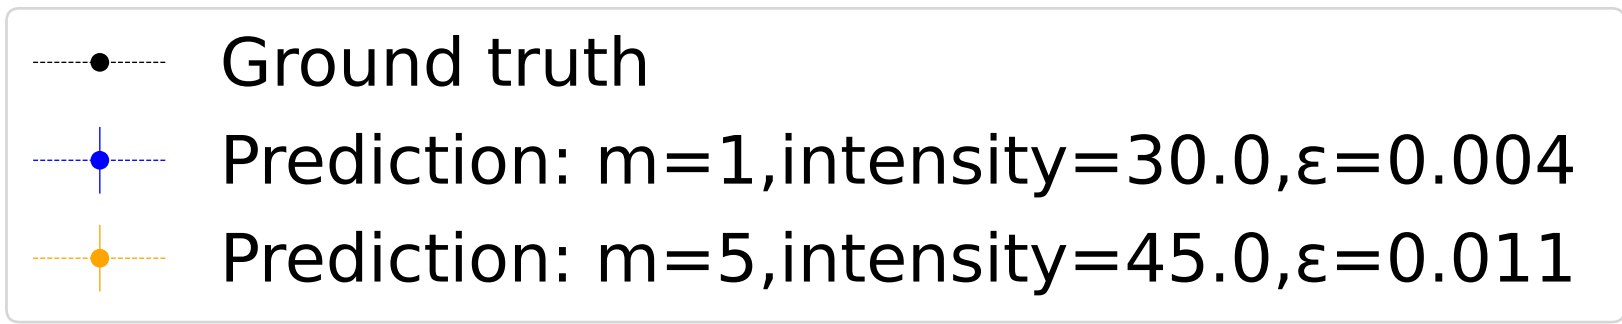 Ground truth
Prediction: m=1,intensity=30.0,ε=0.004
Prediction: m=5,intensity=45.0,ε=0.011